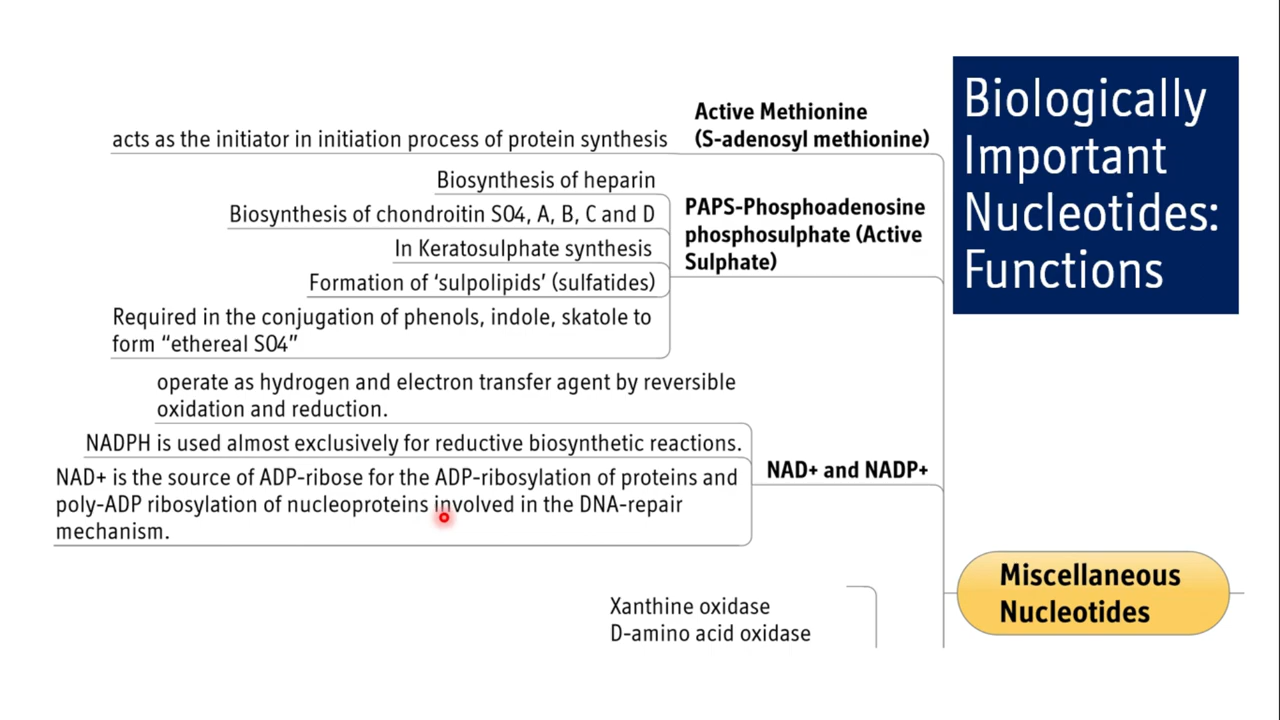 Biologically
Important
Nucleotides:
Functions
Active Methionine
(S-adenosyl methionine)
acts as the initiator in initiation process of protein synthesis
PAPS-Phosphoadenosine
phosphosulphate (Active
Sulphate)
Biosynthesis of heparin
Biosynthesis of chondroitin SO4, A, B, C and D
In Keratosulphate synthesis
Formation of ‘sulpolipids’ (sulfatides)
Required in the conjugation of phenols, indole, skatole to
form “ethereal SO4”
NAD+ and NADP+
operate as hydrogen and electron transfer agent by reversible
oxidation and reduction.
NADPH is used almost exclusively for reductive biosynthetic reactions.
NAD+ is the source of ADP-ribose for the ADP-ribosylation of proteins and
poly-ADP ribosylation of nucleoproteins involved in the DNA-repair
mechanism.
Miscellaneous
Nucleotides
Xanthine oxidase
D-amino acid oxidase